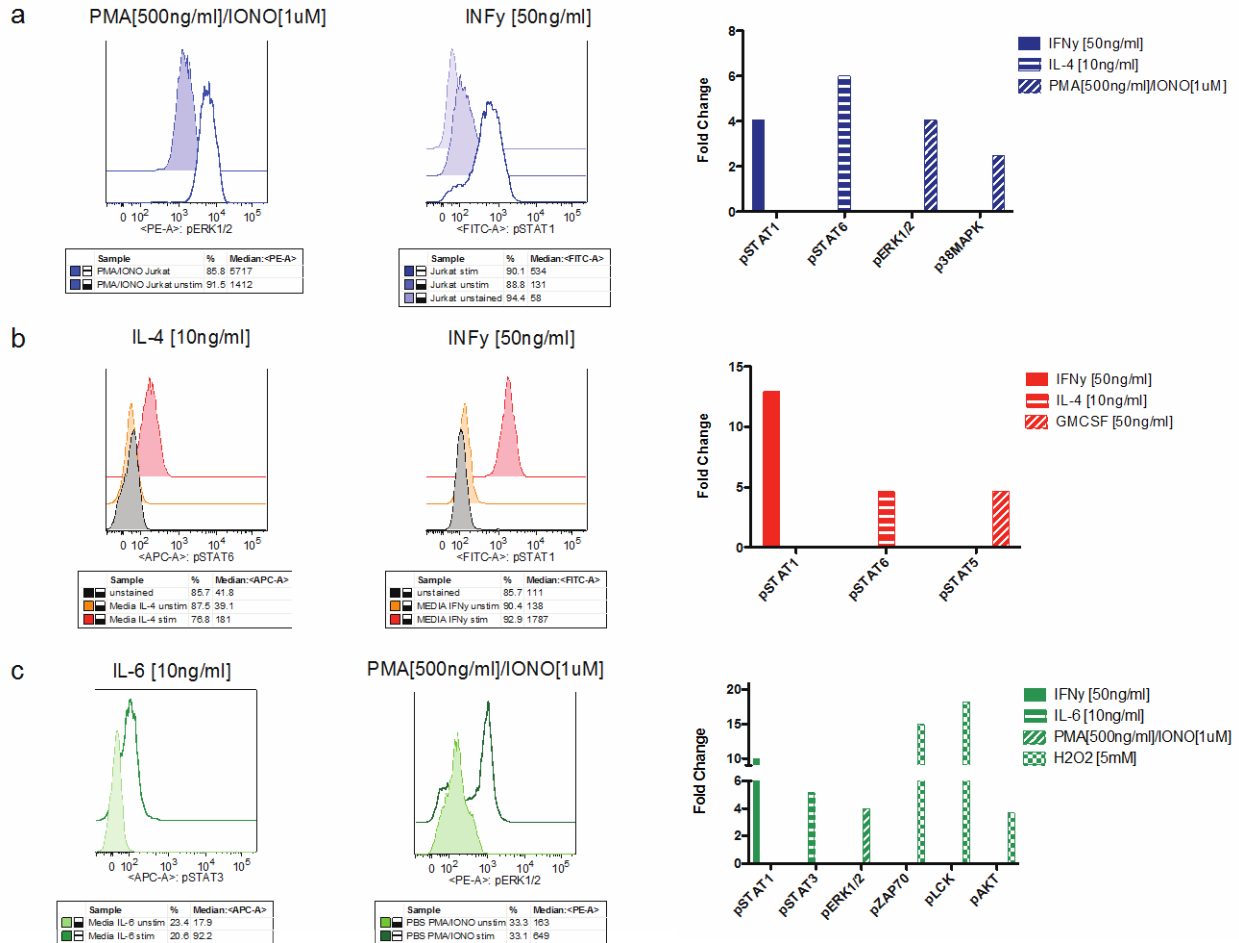 a
PMA[500ng/ml]/IONO[1uM]
INFy [50ng/ml]
0 10² 10³ 10⁴ 10⁵
<PE-A>: pERK1/2
0 10² 10³ 10⁴ 10⁵
<FITC-A>: pSTAT1
Sample % Median:<PE-A>
PMA/IONO Jurkat 85.8 5717
PMA/IONO Jurkat unstim 91.5 1412
Sample % Median:<FITC-A>
Jurkat stim 90.1 534
Jurkat unstim 88.8 131
Jurkat unstained 94.4 58
Fold Change
8
6
4
2
0
pSTAT1 pSTAT6 pERK1/2 p38MAPK
IFNy [50ng/ml]
IL-4 [10ng/ml]
PMA[500ng/ml]/IONO[1uM]
b
IL-4 [10ng/ml]
INFy [50ng/ml]
0 10² 10³ 10⁴ 10⁵
<APC-A>: pSTAT6
0 10² 10³ 10⁴ 10⁵
<FITC-A>: pSTAT1
Sample % Median:<APC-A>
unstained 85.7 41.8
Media IL-4 unstim 87.5 39.1
Media IL-4 stim 76.8 181
Sample % Median:<FITC-A>
unstained 85.7 111
MEDIA IFNy unstim 90.4 138
MEDIA IFNy stim 92.9 1787
Fold Change
15
10
5
0
pSTAT1 pSTAT6 pSTAT5
IFNy [50ng/ml]
IL-4 [10ng/ml]
GMCSF [50ng/ml]
c
IL-6 [10ng/ml]
PMA[500ng/ml]/IONO[1uM]
0 10² 10³ 10⁴ 10⁵
<APC-A>: pSTAT3
0 10² 10³ 10⁴ 10⁵
<PE-A>: pERK1/2
Sample % Median:<APC-A>
Media IL-6 unstim 23.4 17.9
Media IL-6 stim 20.6 92.2
Sample % Median:<PE-A>
PBS PMA/IONO unstim 33.3 163
PBS PMA/IONO stim 33.1 649
Fold Change
20
15
10
6
4
2
0
pSTAT1 pSTAT3 pERK1/2 pZAP70 pLCK pAKT
IFNy [50ng/ml]
IL-6 [10ng/ml]
PMA[500ng/ml]/IONO[1uM]
H2O2 [5mM]